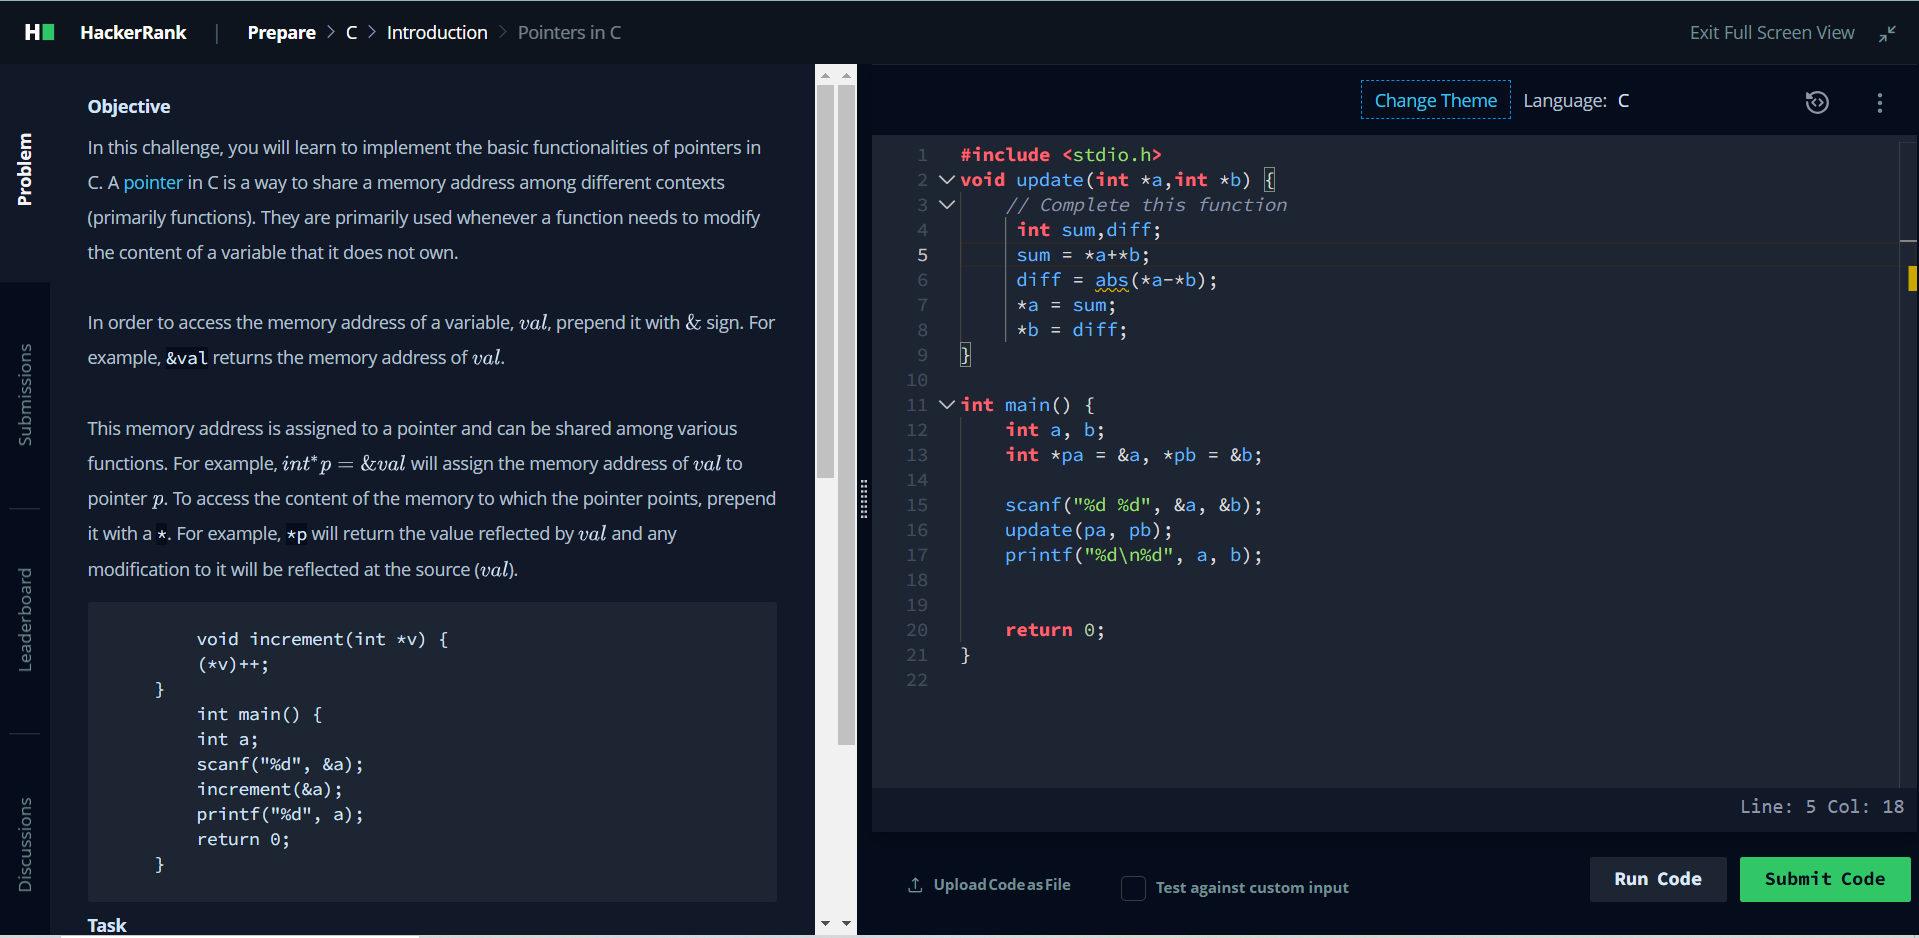 HackerRank | Prepare > C > Introduction > Pointers in C
Exit Full Screen View
Problem
Submissions
Leaderboard
Discussions
Objective
In this challenge, you will learn to implement the basic functionalities of pointers in
C. A pointer in C is a way to share a memory address among different contexts
(primarily functions). They are primarily used whenever a function needs to modify
the content of a variable that it does not own.
In order to access the memory address of a variable, val, prepend it with & sign. For
example, &val returns the memory address of val.
This memory address is assigned to a pointer and can be shared among various
functions. For example, int* p = &val will assign the memory address of val to
pointer p. To access the content of the memory to which the pointer points, prepend
it with a *. For example, *p will return the value reflected by val and any
modification to it will be reflected at the source (val).
void increment(int *v) {
(*v)++;
}
int main() {
int a;
scanf("%d", &a);
increment(&a);
printf("%d", a);
return 0;
}
Task
Change Theme
Language: C
1 #include <stdio.h>
2 void update(int *a,int *b) {
3 // Complete this function
4 int sum,diff;
5 sum = *a+*b;
6 diff = abs(*a-*b);
7 *a = sum;
8 *b = diff;
9 }
10
11 int main() {
12 int a, b;
13 int *pa = &a, *pb = &b;
14
15 scanf("%d %d", &a, &b);
16 update(pa, pb);
17 printf("%d\n%d", a, b);
18
19
20 return 0;
21 }
22
Line: 5 Col: 18
Upload Code as File
Test against custom input
Run Code
Submit Code